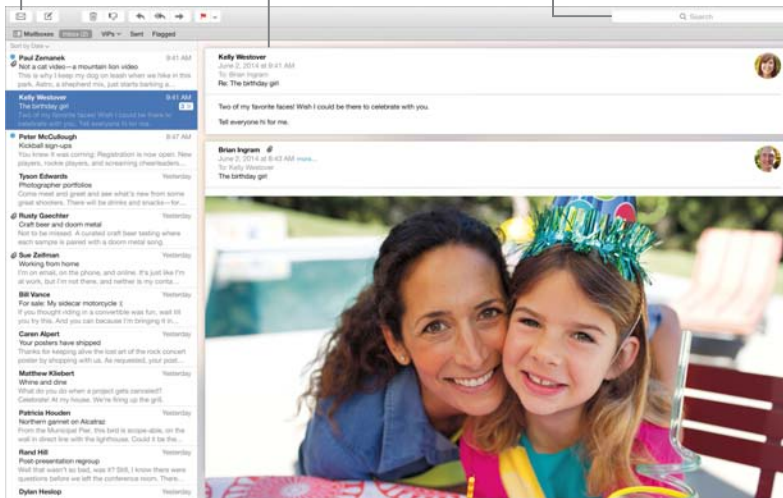 Search
Mailboxes Inbox (2) VIPs Sent Flagged
Sort by Date
Paul Zemanek 9:41 AM
Not a cat video—a mountain lion video
This is why I keep my dog on leash when we hike in this
park. Astro, a shepherd mix, just starts barking a...
Kelly Westover 9:41 AM
The birthday girl 2
Two of my favorite faces! Wish I could be there to
celebrate with you. Tell everyone hi for me.
Peter McCullough 8:47 AM
Kickball sign-ups
You knew it was coming: Registration is now open. New
players, rookie players, and screaming cheerleaders...
Tyson Edwards Yesterday
Photographer portfolios
Come meet and greet and see what's new from some
great shooters. There will be drinks and snacks—for...
Rusty Gaechter Yesterday
Craft beer and doom metal
Not to be missed. A curated craft beer testing where
each sample is paired with a doom metal song.
Sue Zeifman Yesterday
Working from home
I'm on email, on the phone, and online. It's just like I'm
at work, but I'm not there, and neither is my conta...
Bill Vance Yesterday
For sale: My sidecar motorcycle :(
If you thought riding in a convertible was fun, wait till
you try this. And you can because I'm bringing it in...
Caren Alpert Yesterday
Your posters have shipped
Thanks for keeping alive the lost art of the rock concert
poster by shopping with us. As requested, your post...
Matthew Kliebert Yesterday
Whine and dine
What do you do when a project gets canceled?
Celebrate! At my house. We're firing up the grill.
Patricia Houden Yesterday
Northern gannet on Alcatraz
From the Municipal Pier, this bird is scope-able, on the
wall in direct line with the lighthouse. Could it be the...
Rand Hill Yesterday
Post-presentation regroup
Well that wasn't so bad, was it? Still, I know there were
questions before we left the conference room. There...
Dylan Heslop Yesterday
Kelly Westover
June 2, 2014 at 9:41 AM
To: Brian Ingram
Re: The birthday girl
Two of my favorite faces! Wish I could be there to celebrate with you.
Tell everyone hi for me.
Brian Ingram
June 2, 2014 at 8:43 AM more...
To: Kelly Westover
The birthday girl